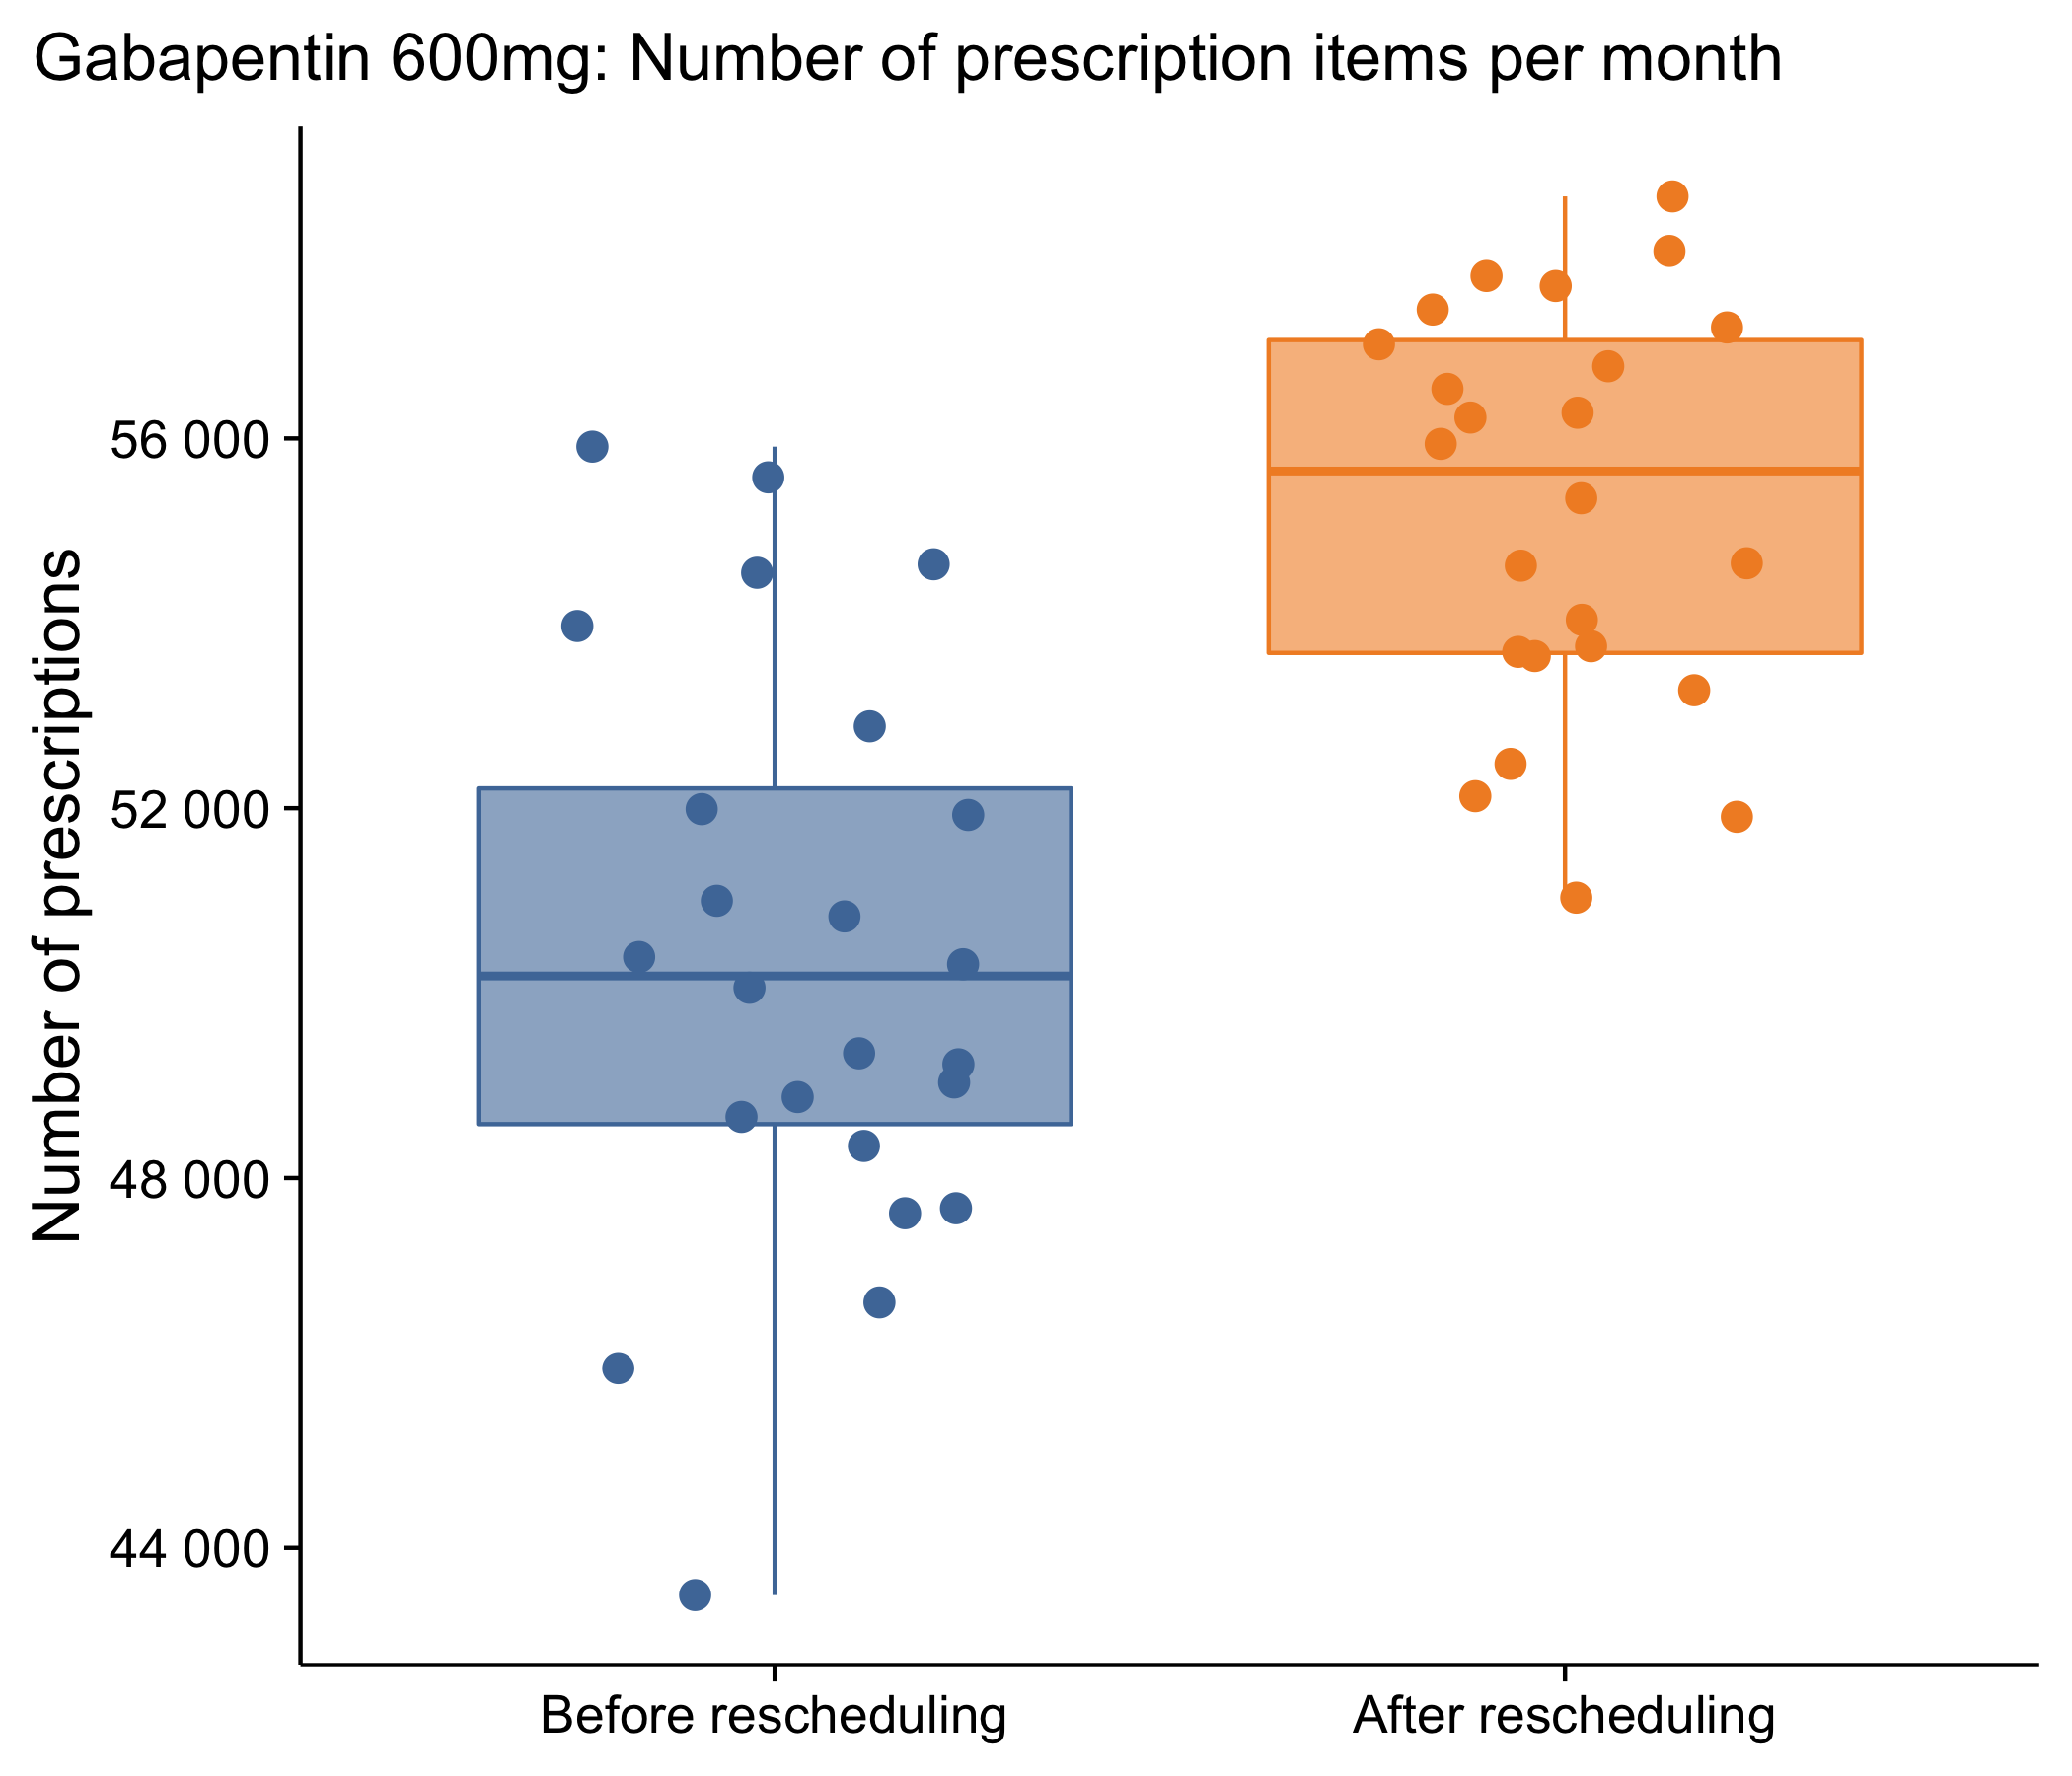 Gabapentin 600mg: Number of prescription items per month
Number of prescriptions
56 000
52 000
48 000
44 000
Before rescheduling
After rescheduling